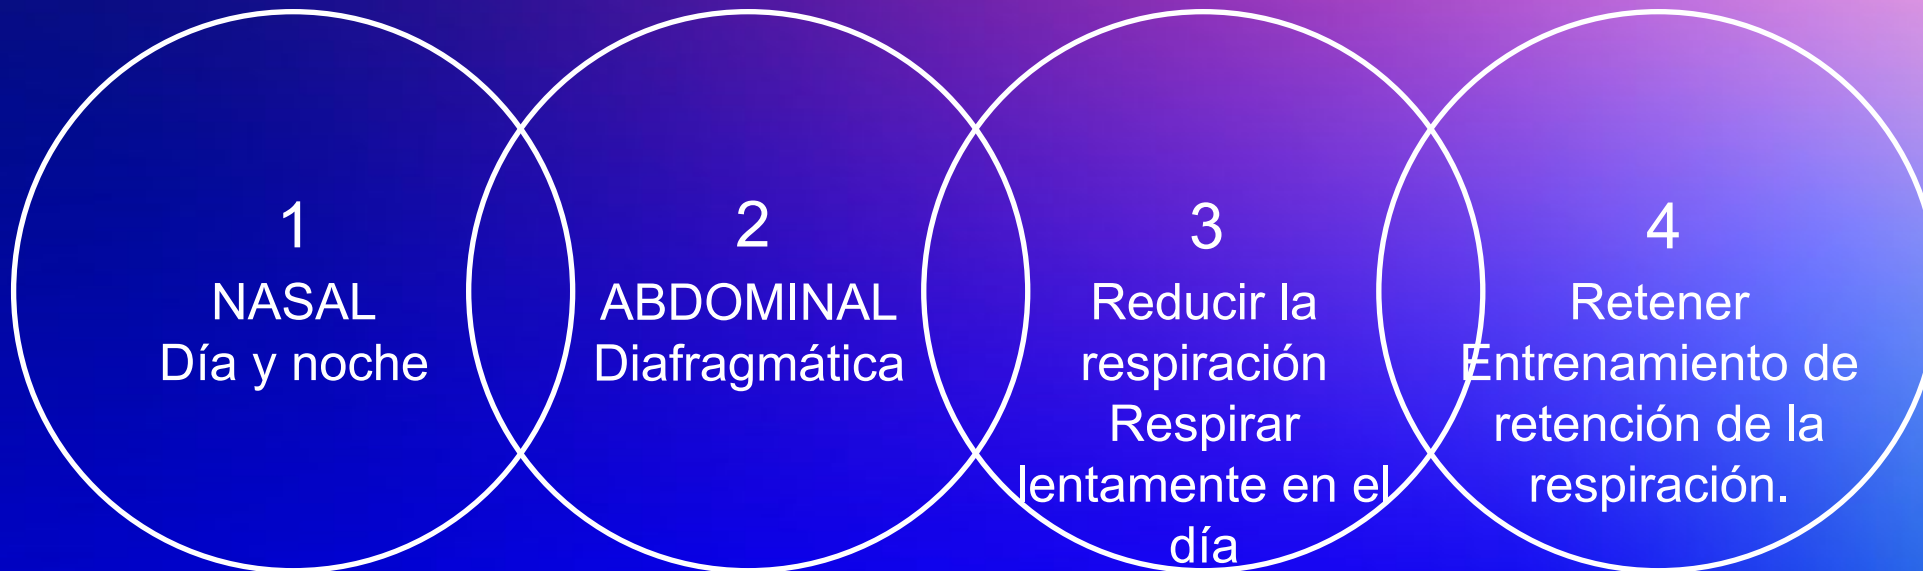 1
NASAL
Día y noche
2
ABDOMINAL
Diafragmática
3
Reducir la
respiración
Respirar
lentamente en el
día
4
Retener
Entrenamiento de
retención de la
respiración.